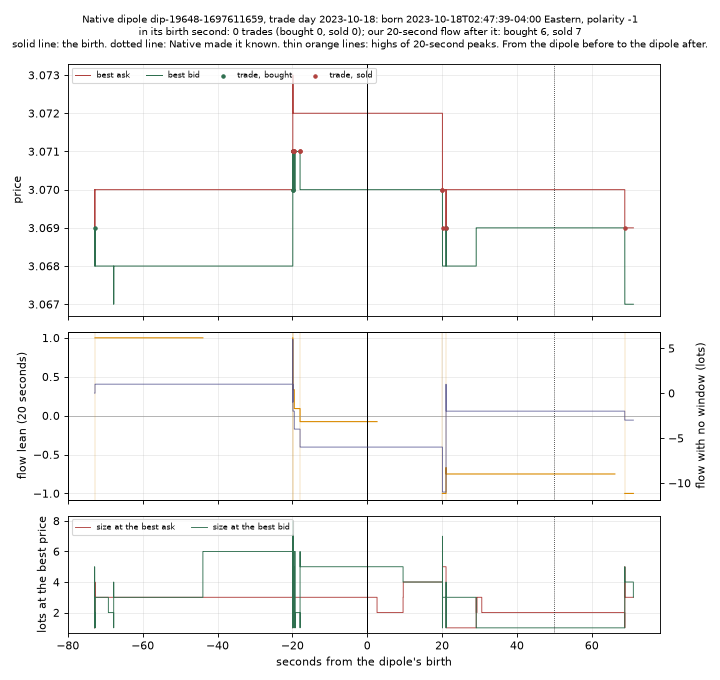 Native dipole dip-19648-1697611659, trade day 2023-10-18: born 2023-10-18T02:47:39-04:00 Eastern, polarity -1
in its birth second: 0 trades (bought 0, sold 0); our 20-second flow after it: bought 6, sold 7
solid line: the birth. dotted line: Native made it known. thin orange lines: highs of 20-second peaks. From the dipole before to the dipole after.
best ask
best bid
trade, bought
trade, sold
3.073
3.072
3.071
3.070
3.069
3.068
3.067
price
1.0
0.5
0.0
−0.5
−1.0
flow lean (20 seconds)
5
0
−5
−10
flow with no window (lots)
size at the best ask
size at the best bid
8
6
4
2
lots at the best price
−80
−60
−40
−20
0
20
40
60
seconds from the dipole's birth